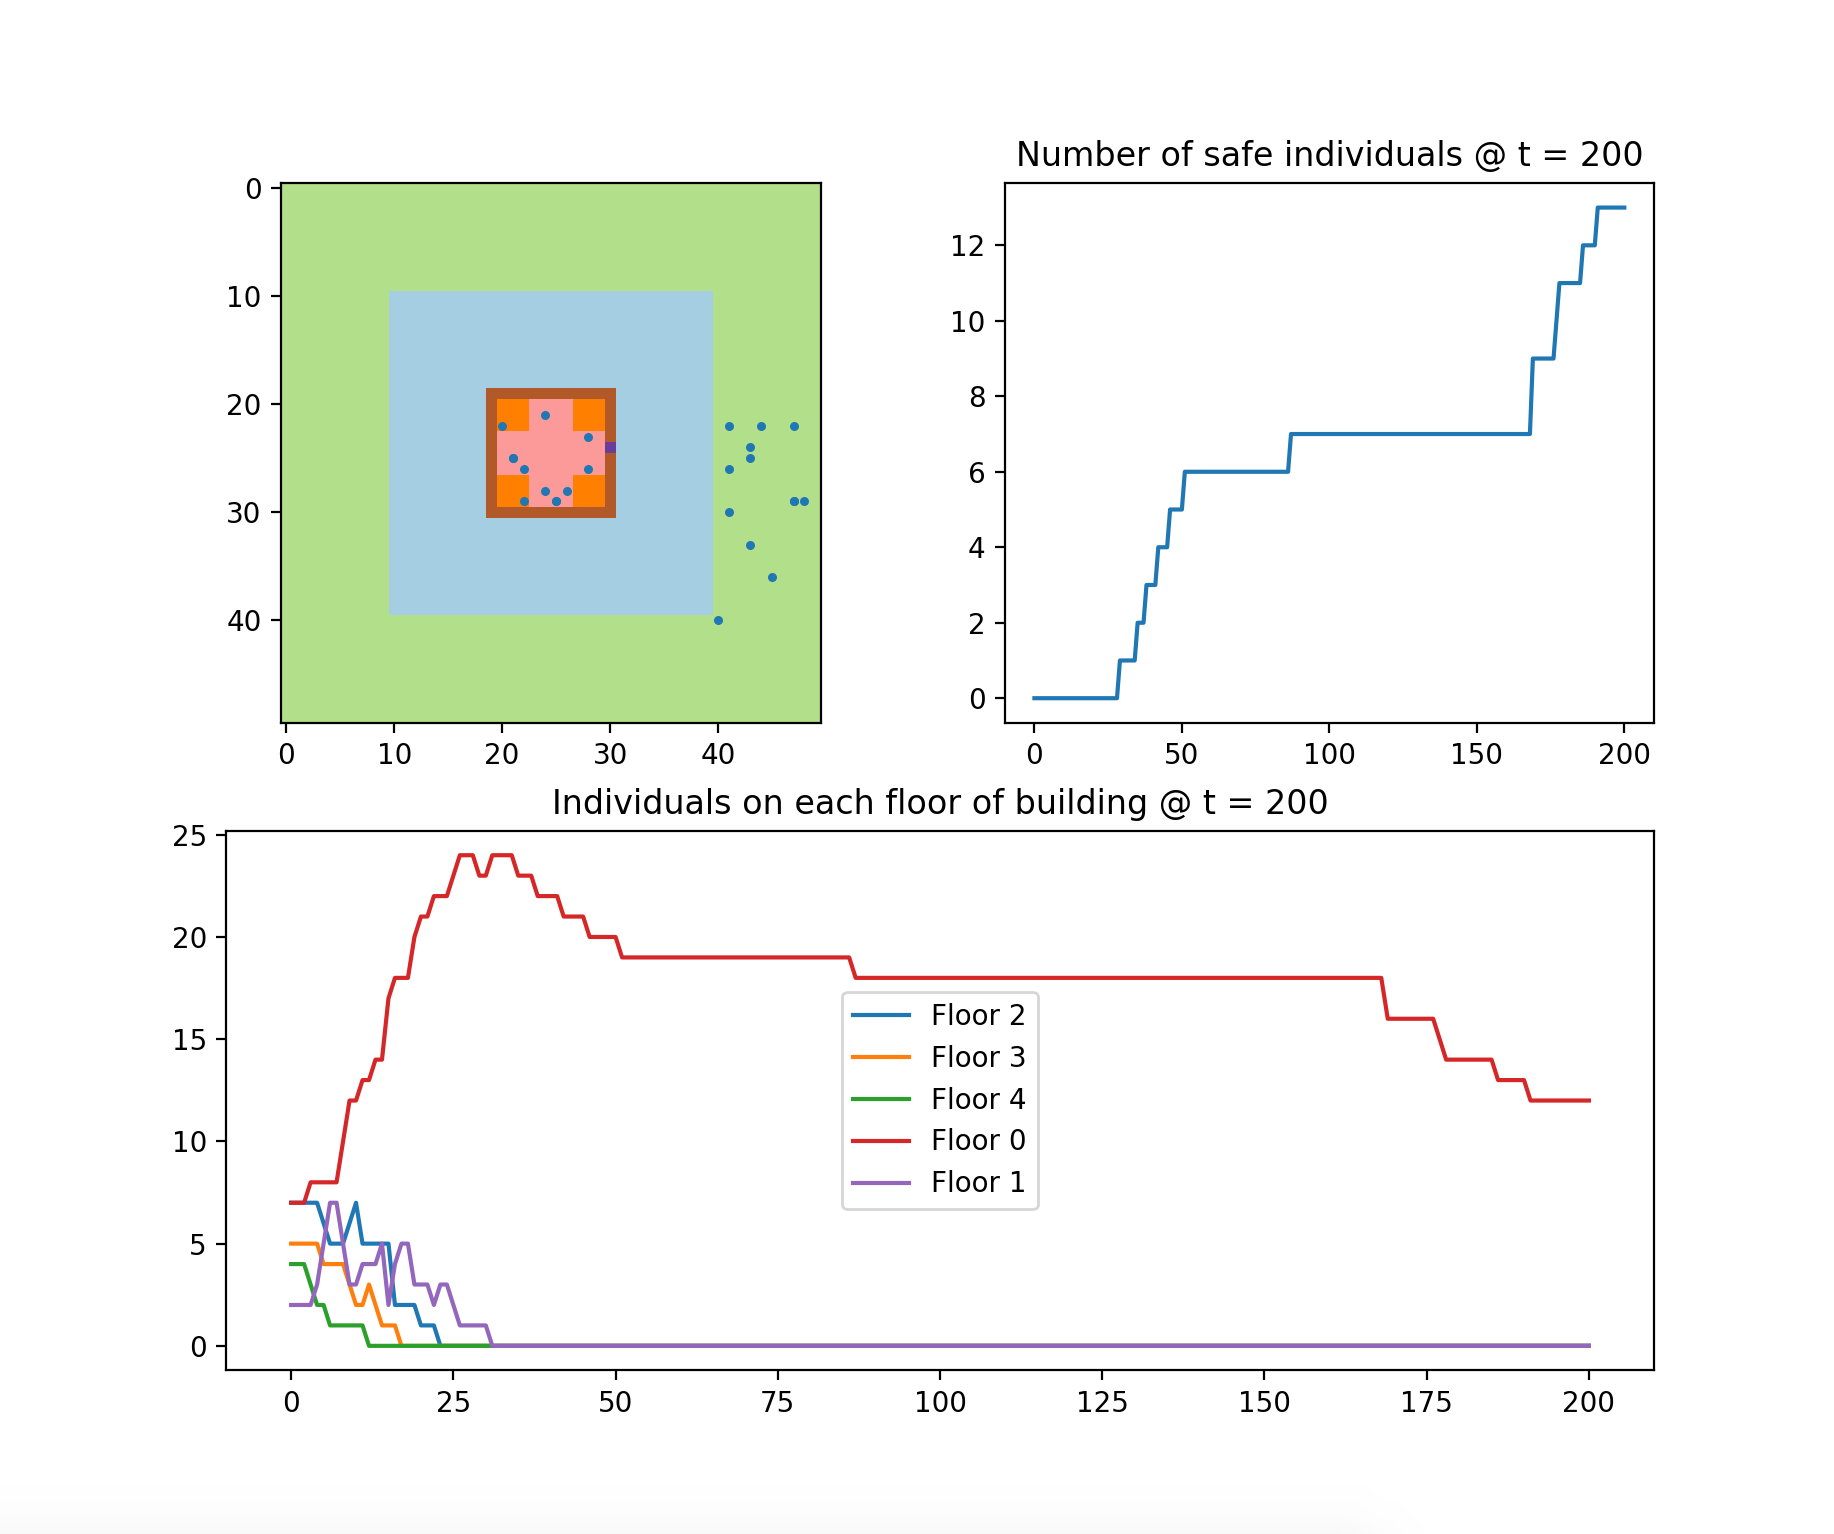 Number of safe individuals @ t = 200
0
10
20
30
40
0 10 20 30 40
12
10
8
6
4
2
0
0 50 100 150 200
Individuals on each floor of building @ t = 200
25
20
15
10
5
0
Floor 2
Floor 3
Floor 4
Floor 0
Floor 1
0 25 50 75 100 125 150 175 200